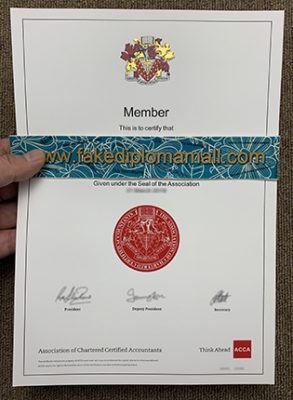 Member
This is to certify that
www.fakediplomamall.com
Given under the Seal of the Association
President
Deputy President
Secretary
Association of Chartered Certified Accountants
Think Ahead ACCA